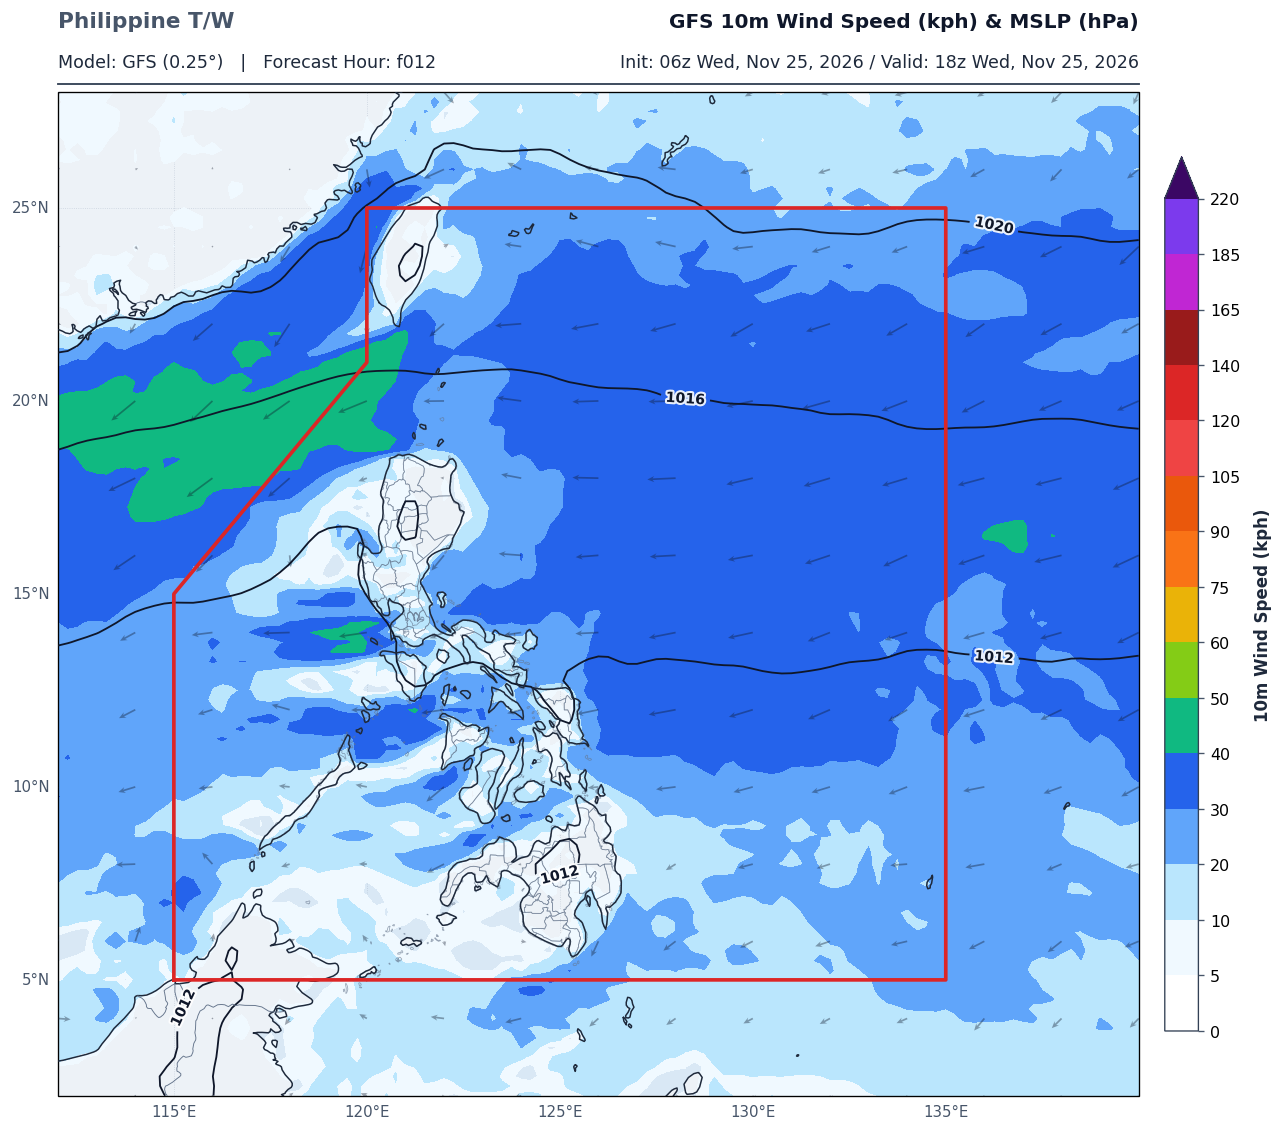 Philippine T/W
GFS 10m Wind Speed (kph) & MSLP (hPa)
Model: GFS (0.25°) | Forecast Hour: f012
Init: 06z Wed, Nov 25, 2026 / Valid: 18z Wed, Nov 25, 2026
25°N
20°N
15°N
10°N
5°N
115°E
120°E
125°E
130°E
135°E
1020
1016
1012
1012
1012
220
185
165
140
120
105
90
75
60
50
40
30
20
10
5
0
10m Wind Speed (kph)